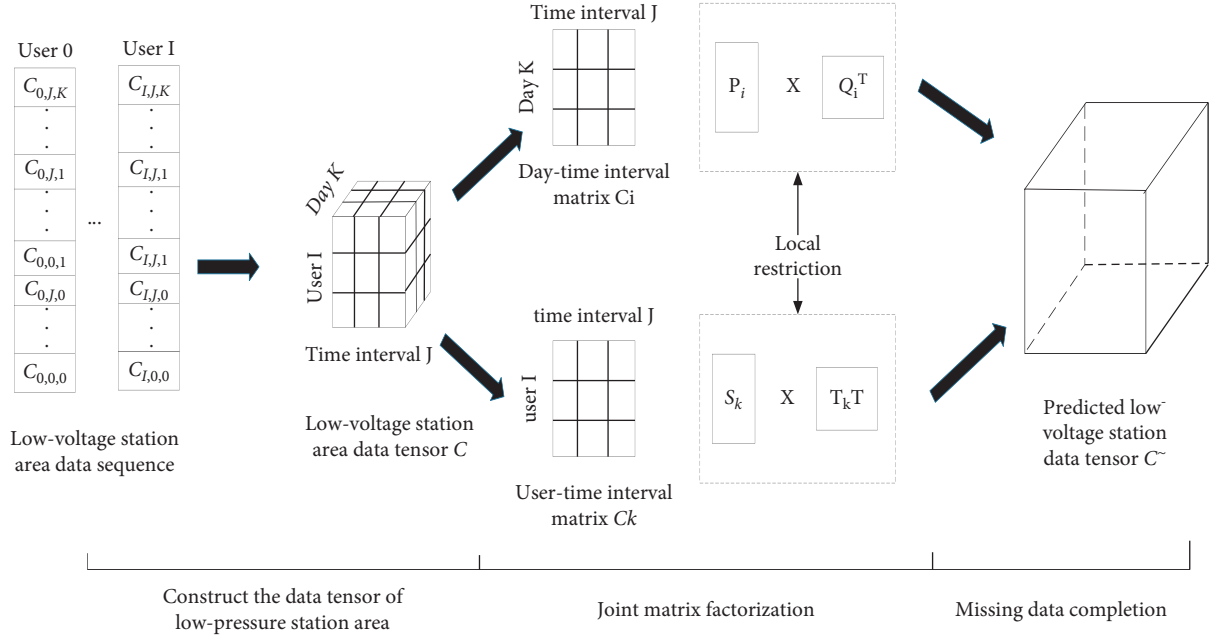 User 0
C0,J,K
.
.
.
C0,J,1
.
.
.
C0,0,1
C0,J,0
.
.
.
C0,0,0
...
User I
CI,J,K
.
.
.
CI,J,1
.
.
.
CI,J,1
CI,J,0
.
.
.
CI,0,0
Low-voltage station
area data sequence
Day K
User I
Time interval J
Low-voltage station
area data tensor C
Time interval J
Day K
Day-time interval
matrix Ci
time interval J
user I
User-time interval
matrix Ck
Pi X QiT
Local
restriction
Sk X TkT
Predicted low-
voltage station
data tensor C~
Construct the data tensor of
low-pressure station area
Joint matrix factorization
Missing data completion